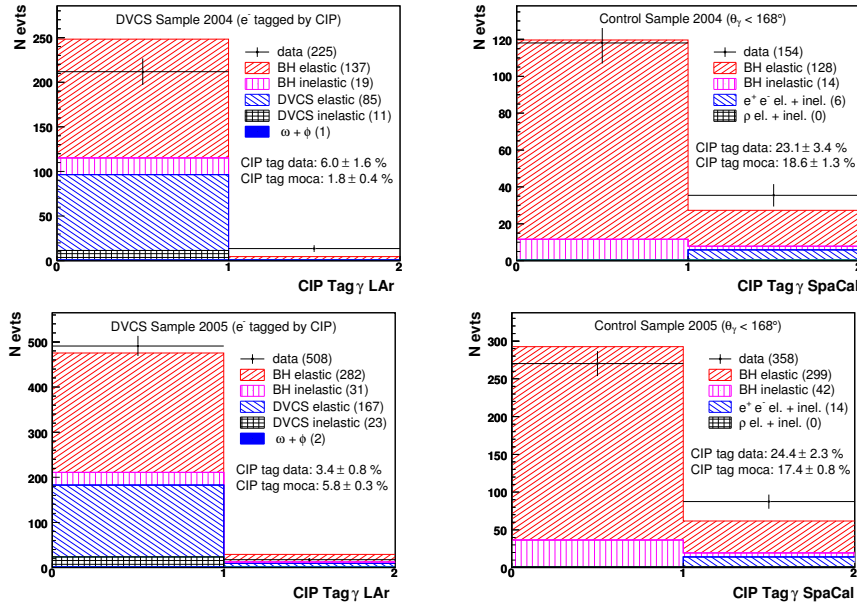 DVCS Sample 2004 (e⁻ tagged by CIP)
N evts
data (225)
BH elastic (137)
BH inelastic (19)
DVCS elastic (85)
DVCS inelastic (11)
ω + φ (1)
CIP tag data: 6.0 ± 1.6 %
CIP tag moca: 1.8 ± 0.4 %
250
200
150
100
50
0
0 1 2
CIP Tag γ LAr
Control Sample 2004 (θγ < 168°)
N evts
data (154)
BH elastic (128)
BH inelastic (14)
e⁺ e⁻ el. + inel. (6)
ρ el. + inel. (0)
CIP tag data: 23.1 ± 3.4 %
CIP tag moca: 18.6 ± 1.3 %
120
100
80
60
40
20
0
0 1 2
CIP Tag γ SpaCal
DVCS Sample 2005 (e⁻ tagged by CIP)
N evts
data (508)
BH elastic (282)
BH inelastic (31)
DVCS elastic (167)
DVCS inelastic (23)
ω + φ (2)
CIP tag data: 3.4 ± 0.8 %
CIP tag moca: 5.8 ± 0.3 %
500
400
300
200
100
0
0 1 2
CIP Tag γ LAr
Control Sample 2005 (θγ < 168°)
N evts
data (358)
BH elastic (299)
BH inelastic (42)
e⁺ e⁻ el. + inel. (14)
ρ el. + inel. (0)
CIP tag data: 24.4 ± 2.3 %
CIP tag moca: 17.4 ± 0.8 %
300
250
200
150
100
50
0
0 1 2
CIP Tag γ SpaCal